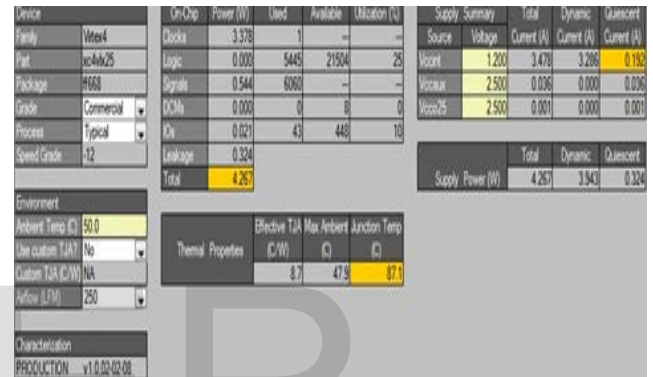 Device
Family Virtex4
Part xc4vlx25
Package ff668
Grade Commercial
Process Typical
Speed Grade -12
Environment
Ambient Temp (C) 50.0
Use custom TJA? No
Custom TJA (C/W) NA
Airflow (LFM) 250
Characterization
PRODUCTION v1.0,02-02-08
On-Chip Power (W) Used Available Utilization (%)
Clocks 3.378 1 -- --
Logic 0.000 5445 21504 25
Signals 0.544 6060 -- --
DCMs 0.000 0 8 0
IOs 0.021 43 448 10
Leakage 0.324
Total 4.267
Effective TJA Max Ambient Junction Temp
Thermal Properties (C/W) (C) (C)
8.7 47.9 87.1
Supply Summary Total Dynamic Quiescent
Source Voltage Current (A) Current (A) Current (A)
Vccint 1.200 3.478 3.286 0.192
Vccaux 2.500 0.036 0.000 0.036
Vcco25 2.500 0.001 0.000 0.001
Total Dynamic Quiescent
Supply Power (W) 4.267 3.943 0.324